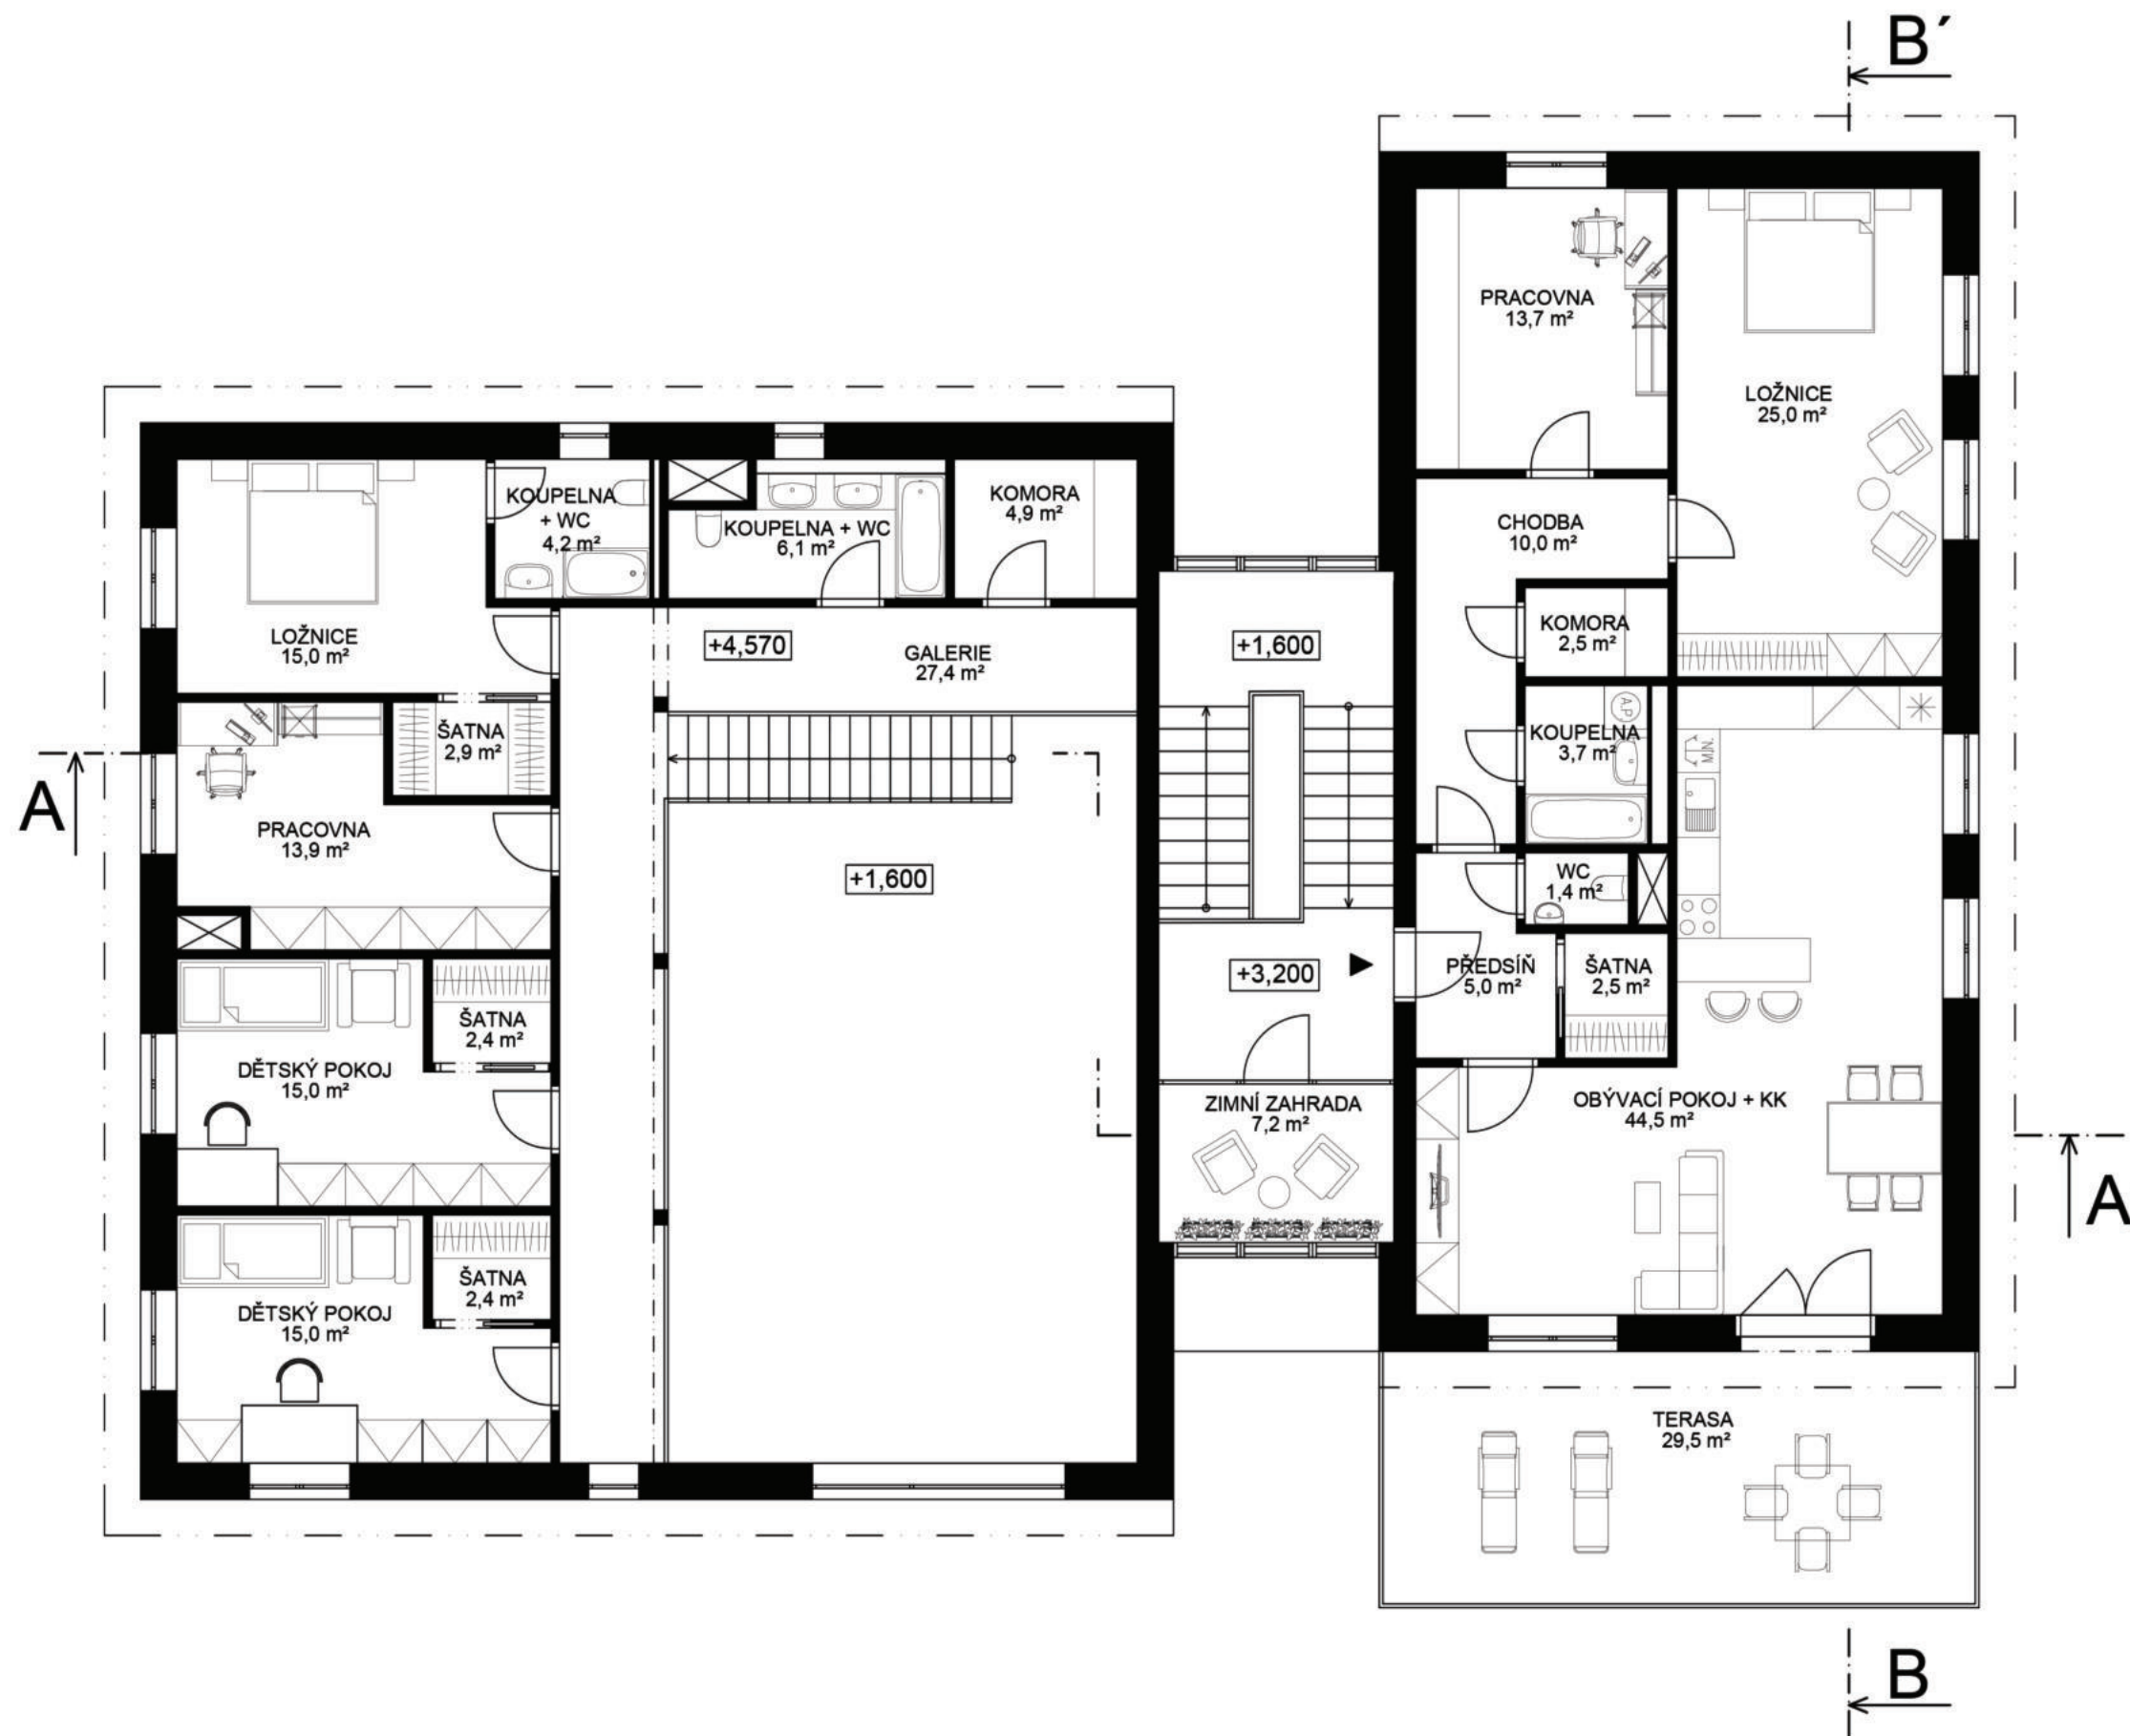 B´
PRACOVNA
13,7 m²
LOŽNICE
25,0 m²
KOUPELNA
+ WC
4,2 m²
KOUPELNA + WC
6,1 m²
KOMORA
4,9 m²
CHODBA
10,0 m²
LOŽNICE
15,0 m²
+4,570
GALERIE
27,4 m²
+1,600
KOMORA
2,5 m²
A.P.
ŠATNA
2,9 m²
KOUPELNA
3,7 m²
M.N.
A
PRACOVNA
13,9 m²
+1,600
WC
1,4 m²
+3,200
PŘEDSÍŇ
5,0 m²
ŠATNA
2,5 m²
ŠATNA
2,4 m²
DĚTSKÝ POKOJ
15,0 m²
ZIMNÍ ZAHRADA
7,2 m²
OBÝVACÍ POKOJ + KK
44,5 m²
A
ŠATNA
2,4 m²
DĚTSKÝ POKOJ
15,0 m²
TERASA
29,5 m²
B